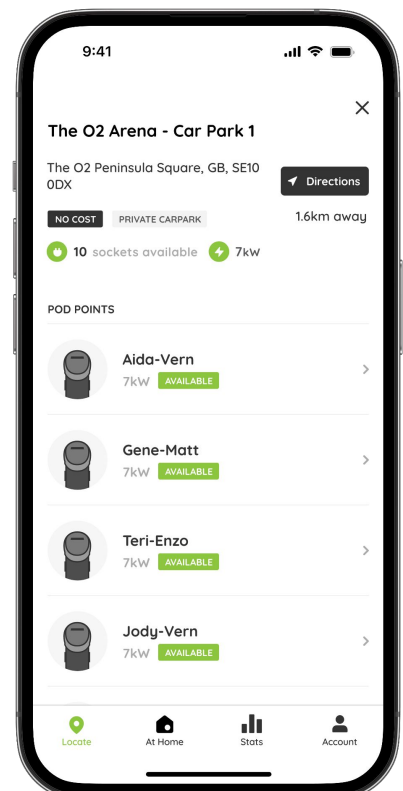 9:41
The O2 Arena - Car Park 1
The O2 Peninsula Square, GB, SE10
0DX
Directions
NO COST PRIVATE CARPARK
1.6km away
10 sockets available 7kW
POD POINTS
Aida-Vern
7kW AVAILABLE
Gene-Matt
7kW AVAILABLE
Teri-Enzo
7kW AVAILABLE
Jody-Vern
7kW AVAILABLE
Locate At Home Stats Account